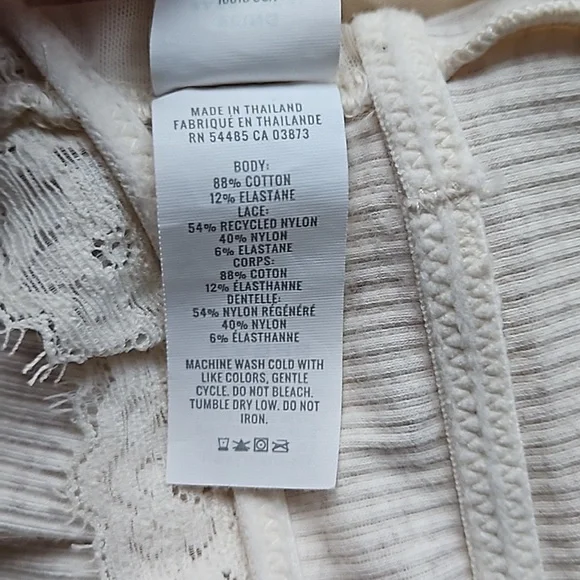 MADE IN THAILAND
FABRIQUÉ EN THAILANDE
RN 54485 CA 03873
BODY:
88% COTTON
12% ELASTANE
LACE:
54% RECYCLED NYLON
40% NYLON
6% ELASTANE
CORPS:
88% COTON
12% ÉLASTHANNE
DENTELLE:
54% NYLON RÉGÉNÉRÉ
40% NYLON
6% ÉLASTHANNE
MACHINE WASH COLD WITH
LIKE COLORS, GENTLE
CYCLE. DO NOT BLEACH.
TUMBLE DRY LOW. DO NOT
IRON.